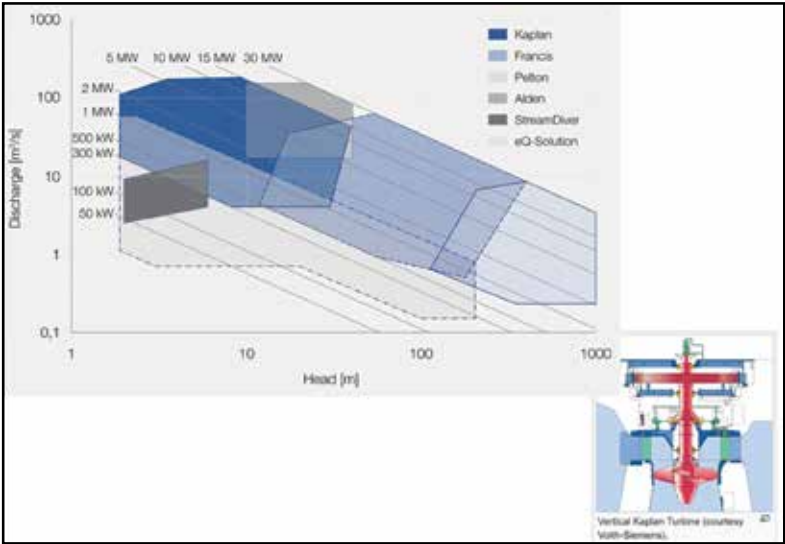 1000
5 MW 10 MW 15 MW 30 MW
2 MW
100
1 MW
500 kW
300 kW
10
100 kW
50 kW
1
0,1
Discharge [m³/s]
1 10 100 1000
Head [m]
Kaplan
Francis
Pelton
Alden
StreamDiver
eQ-Solution
Vertical Kaplan Turbine (courtesy
Voith-Siemens).